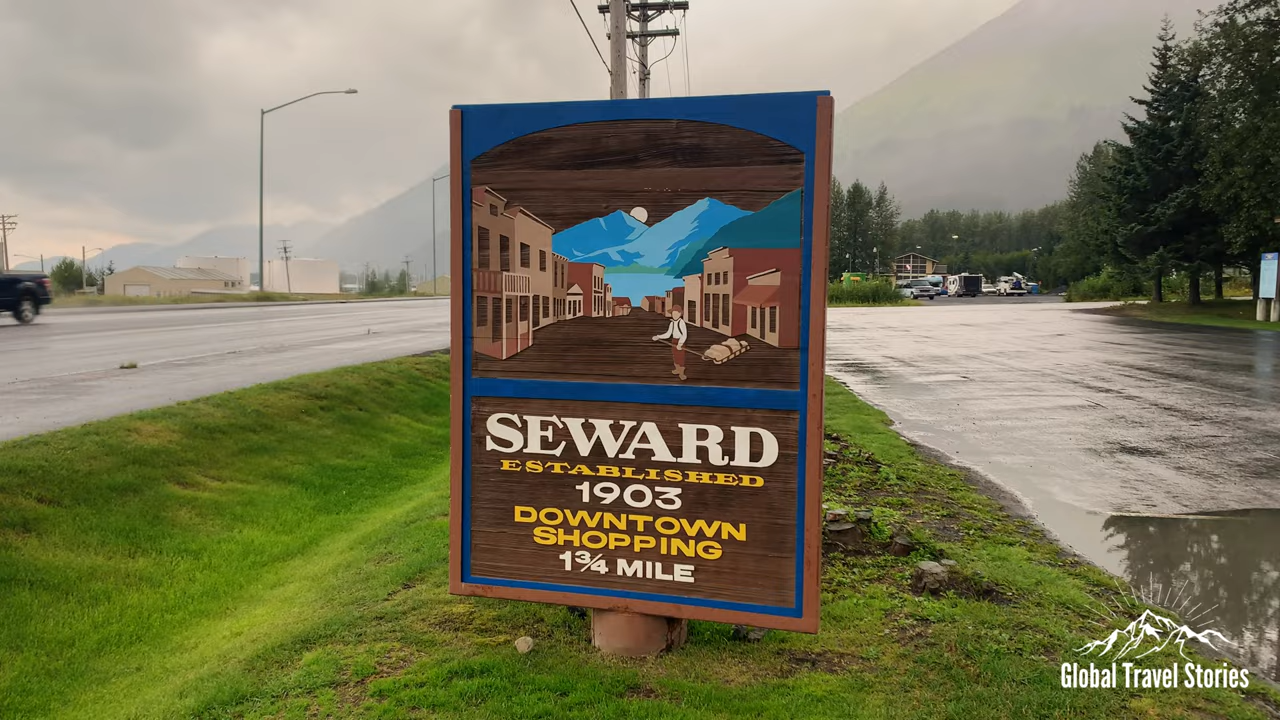 SEWARD
ESTABLISHED
1903
DOWNTOWN
SHOPPING
1¾ MILE
Global Travel Stories